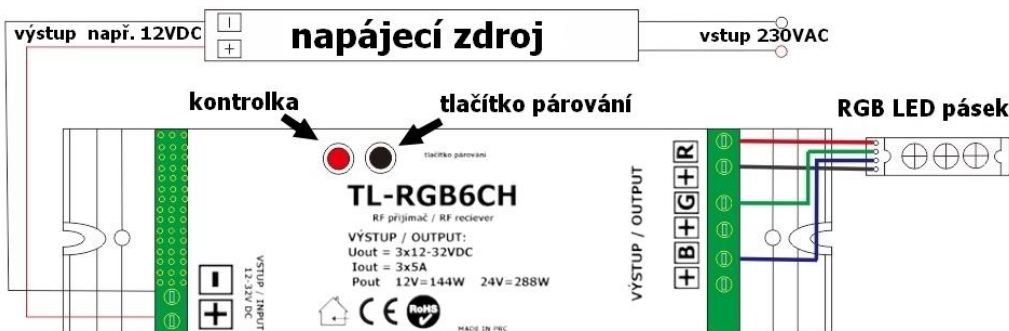 výstup např. 12VDC
− +
napájecí zdroj
vstup 230VAC
kontrolka
tlačítko párování
RGB LED pásek
tlačítko párování
TL-RGB6CH
RF přijímač / RF reciever
VÝSTUP / OUTPUT:
Uout = 3x12-32VDC
Iout = 3x5A
Pout 12V=144W 24V=288W
CE RoHS
MADE IN PRC
+ -
VSTUP / INPUT
12-32V DC
VÝSTUP / OUTPUT
+B+G+R